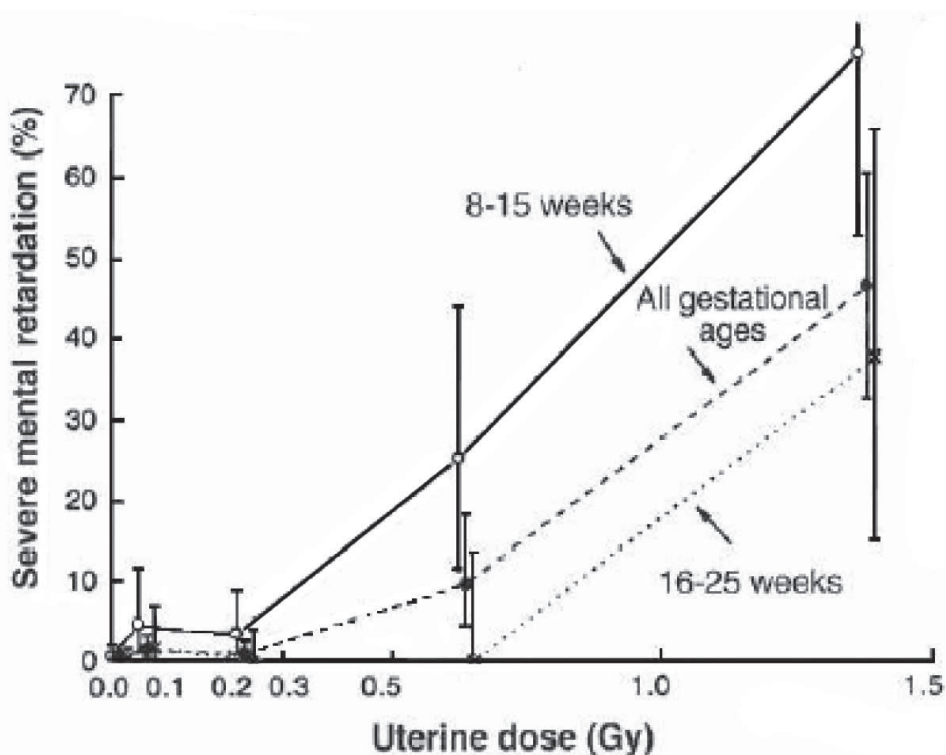 Severe mental retardation (%)
70
60
50
40
30
20
10
0
8-15 weeks
All gestational
ages
16-25 weeks
0.0 0.1 0.2 0.3 0.5 1.0 1.5
Uterine dose (Gy)